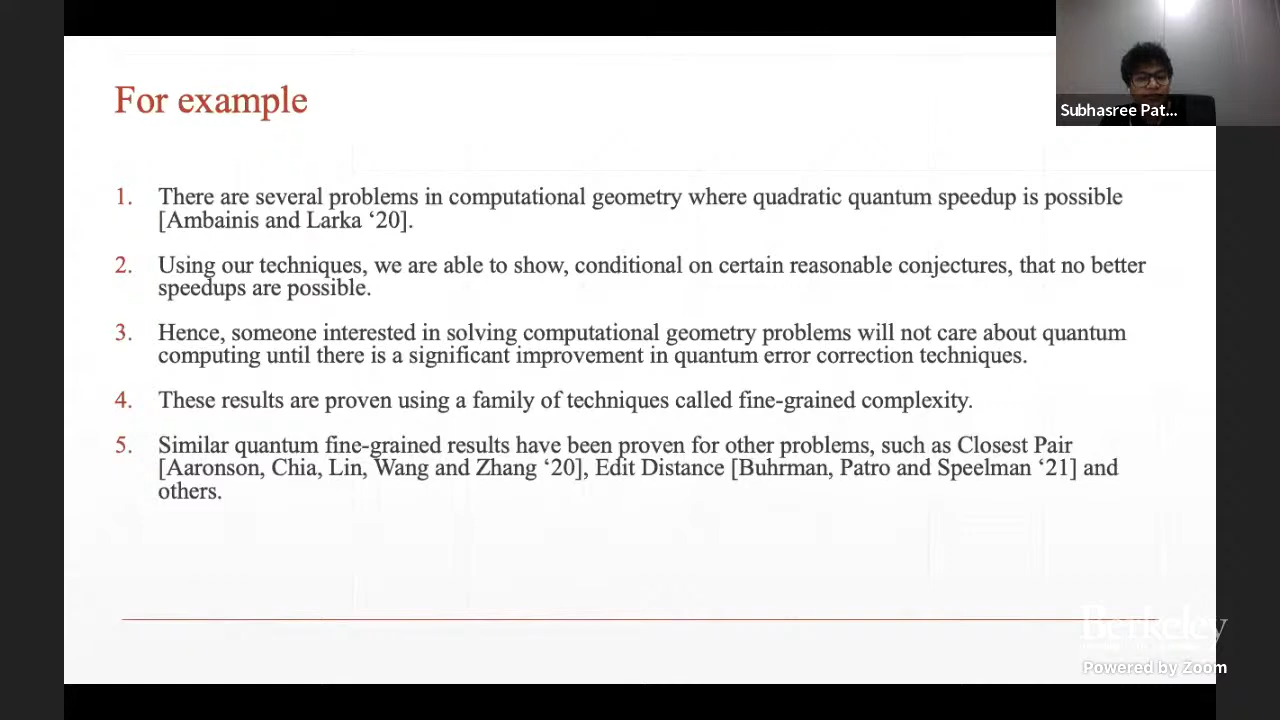 For example
Subhasree Pat...
1. There are several problems in computational geometry where quadratic quantum speedup is possible
[Ambainis and Larka ‘20].
2. Using our techniques, we are able to show, conditional on certain reasonable conjectures, that no better
speedups are possible.
3. Hence, someone interested in solving computational geometry problems will not care about quantum
computing until there is a significant improvement in quantum error correction techniques.
4. These results are proven using a family of techniques called fine-grained complexity.
5. Similar quantum fine-grained results have been proven for other problems, such as Closest Pair
[Aaronson, Chia, Lin, Wang and Zhang ‘20], Edit Distance [Buhrman, Patro and Speelman ‘21] and
others.
Berkeley
Powered by Zoom